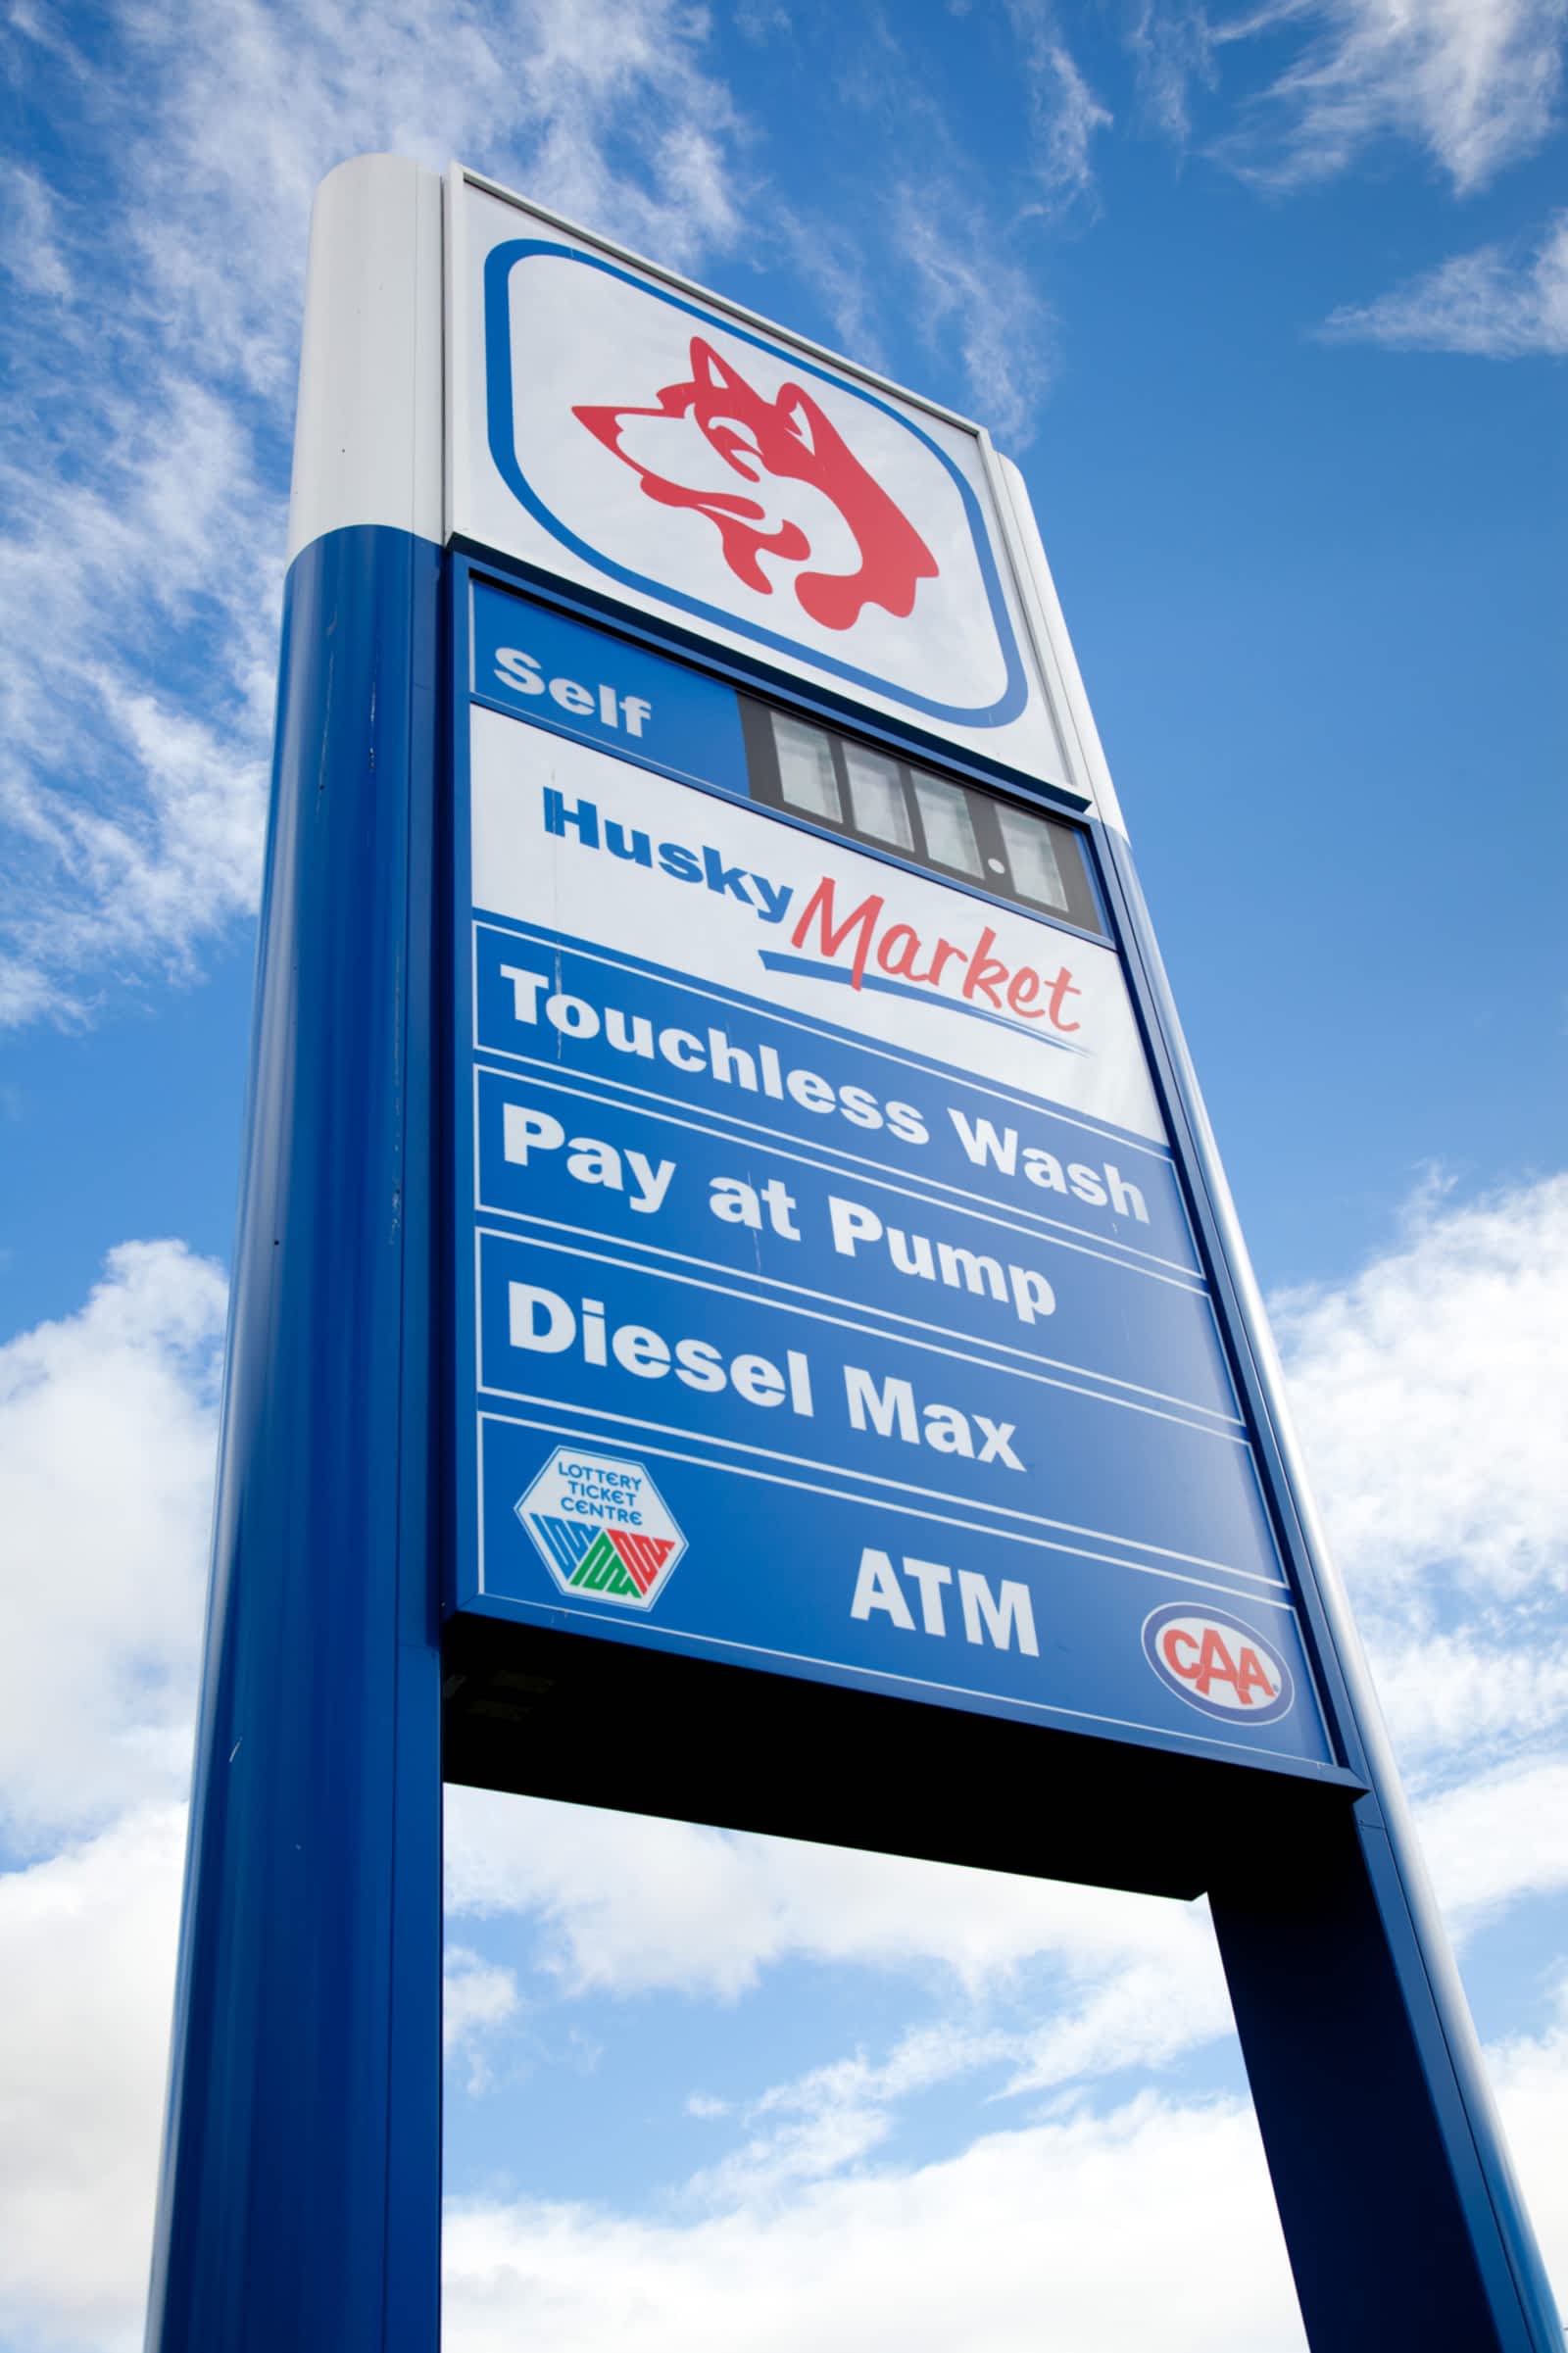 Self
Husky Market
Touchless Wash
Pay at Pump
Diesel Max
LOTTERY
TICKET
CENTRE
ATM
CAA